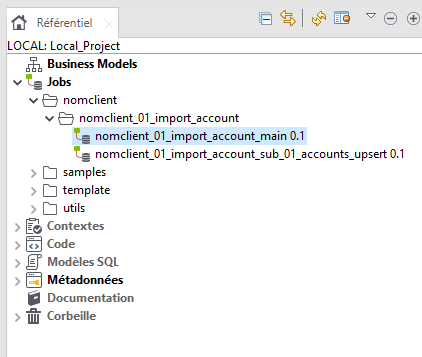 Référentiel
LOCAL: Local_Project
Business Models
Jobs
nomclient
nomclient_01_import_account
nomclient_01_import_account_main 0.1
nomclient_01_import_account_sub_01_accounts_upsert 0.1
samples
template
utils
Contextes
Code
Modèles SQL
Métadonnées
Documentation
Corbeille